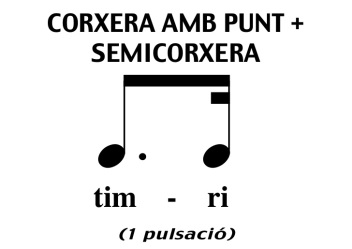 CORXERA AMB PUNT +
SEMICORXERA
tim - ri
(1 pulsació)